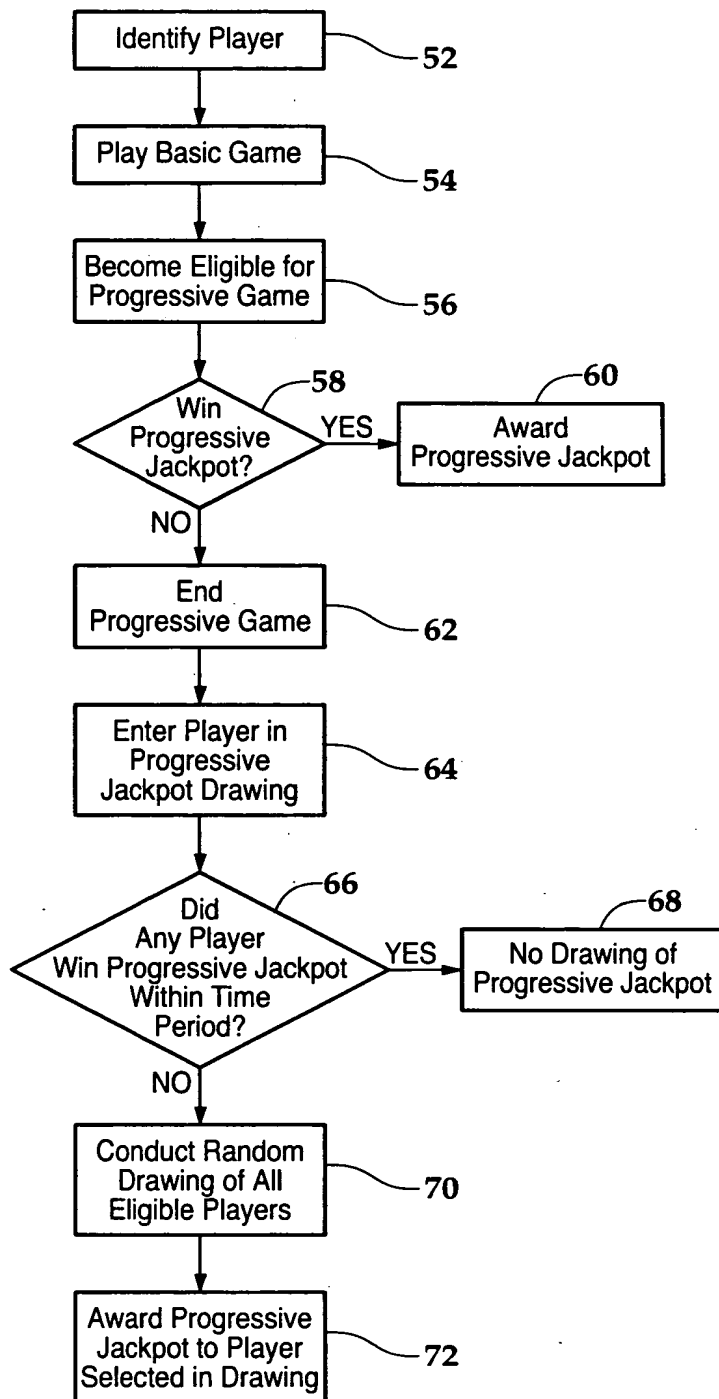 Identify Player
52
Play Basic Game
54
Become Eligible for
Progressive Game
56
58
Win
Progressive
Jackpot?
YES
60
Award
Progressive Jackpot
NO
End
Progressive Game
62
Enter Player in
Progressive
Jackpot Drawing
64
66
Did
Any Player
Win Progressive Jackpot
Within Time
Period?
YES
68
No Drawing of
Progressive Jackpot
NO
Conduct Random
Drawing of All
Eligible Players
70
Award Progressive
Jackpot to Player
Selected in Drawing
72